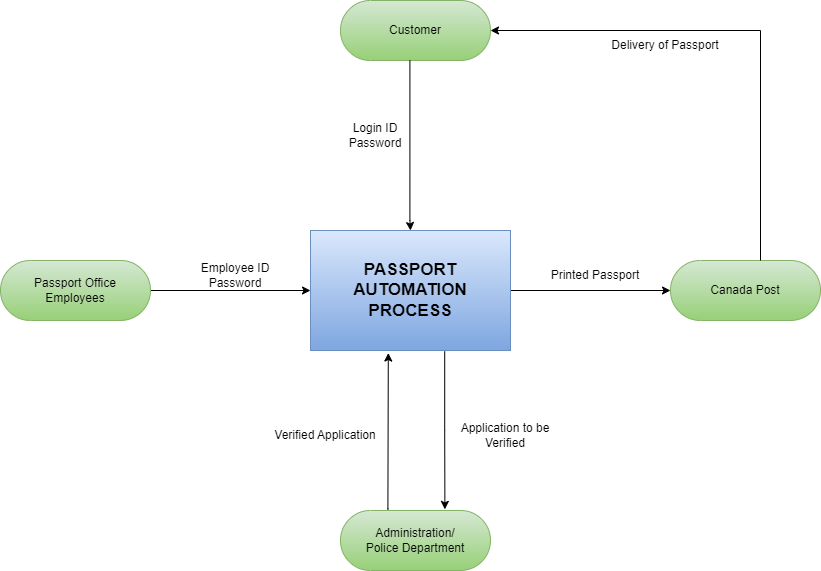 Customer
Delivery of Passport
Login ID
Password
Passport Office
Employees
Employee ID
Password
PASSPORT
AUTOMATION
PROCESS
Printed Passport
Canada Post
Verified Application
Application to be
Verified
Administration/
Police Department